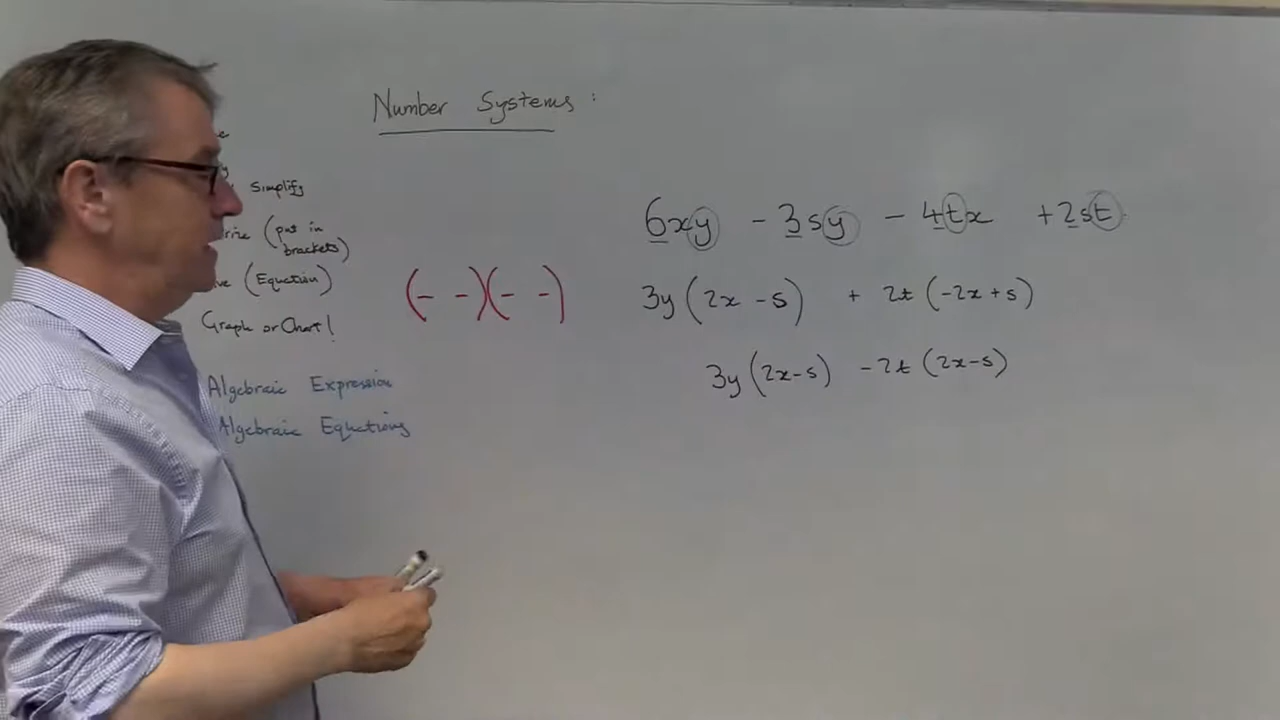 Number Systems :
Simplify
(put in
brackets)
(Equation)
Graph or Chart!
Algebraic Expression
Algebraic Equations
(– –)(– –)
6xy - 3sy - 4tx + 2st
3y(2x - s) + 2t(-2x + s)
3y(2x-s) -2t(2x-s)